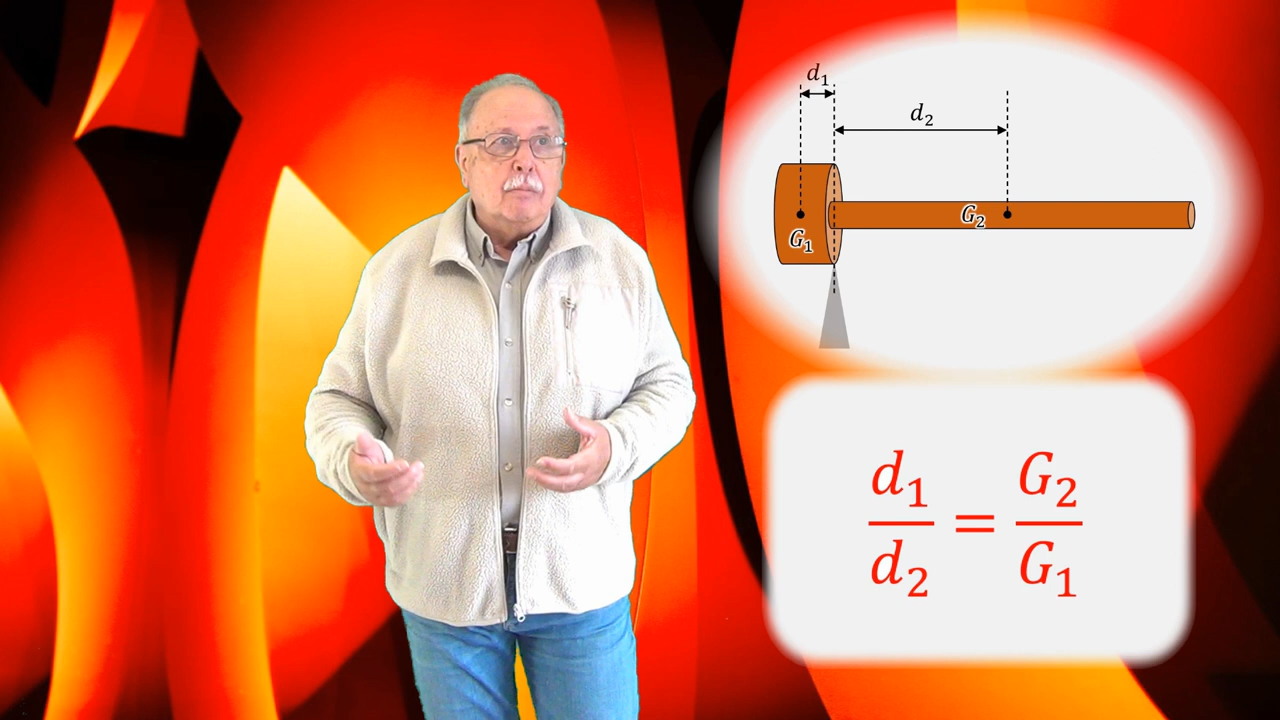 d₁
d₂
G₂
G₁
d₁/d₂ = G₂/G₁